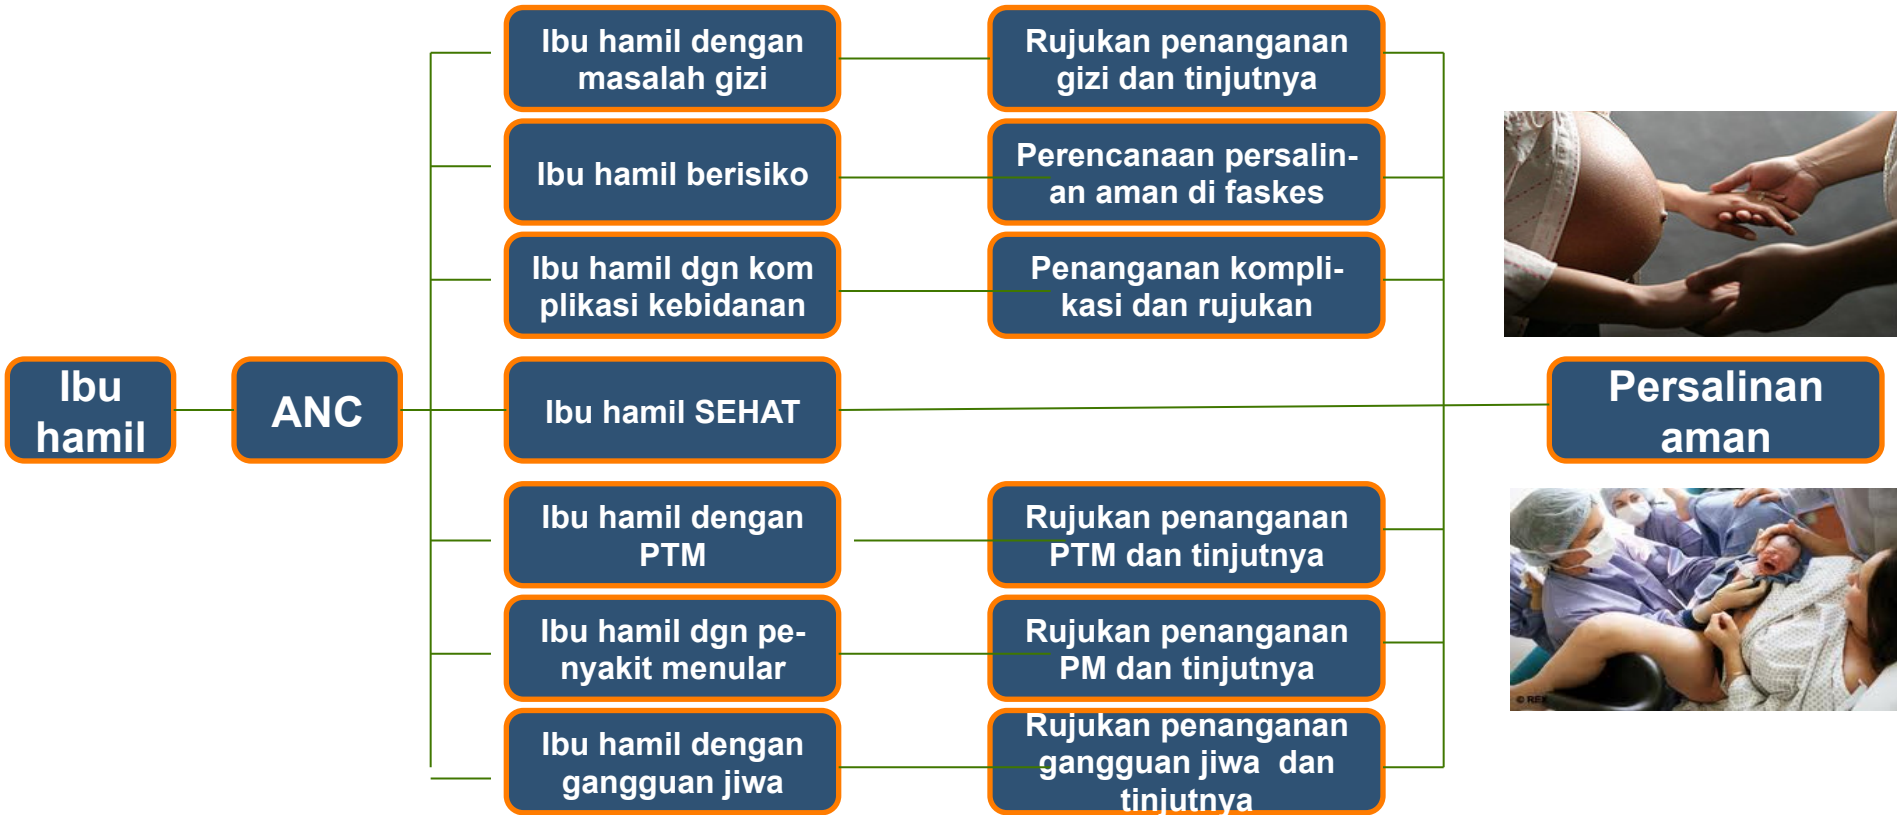 Ibu hamil dengan
masalah gizi
Rujukan penanganan
gizi dan tinjutnya
Ibu hamil berisiko
Perencanaan persalin-
an aman di faskes
Ibu hamil dgn kom
plikasi kebidanan
Penanganan kompli-
kasi dan rujukan
Ibu
hamil
ANC
Ibu hamil SEHAT
Persalinan
aman
Ibu hamil dengan
PTM
Rujukan penanganan
PTM dan tinjutnya
Ibu hamil dgn pe-
nyakit menular
Rujukan penanganan
PM dan tinjutnya
Ibu hamil dengan
gangguan jiwa
Rujukan penanganan
gangguan jiwa  dan
tinjutnya
© REX